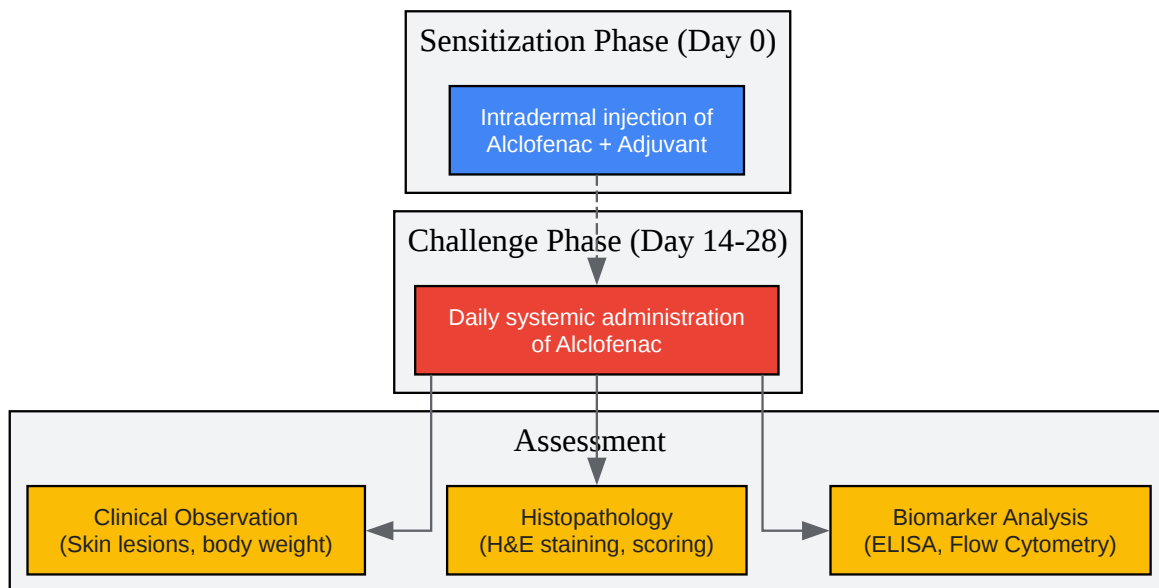 Sensitization Phase (Day 0)
Intradermal injection of
Alclofenac + Adjuvant
Challenge Phase (Day 14-28)
Daily systemic administration
of Alclofenac
Assessment
Clinical Observation
(Skin lesions, body weight)
Histopathology
(H&E staining, scoring)
Biomarker Analysis
(ELISA, Flow Cytometry)